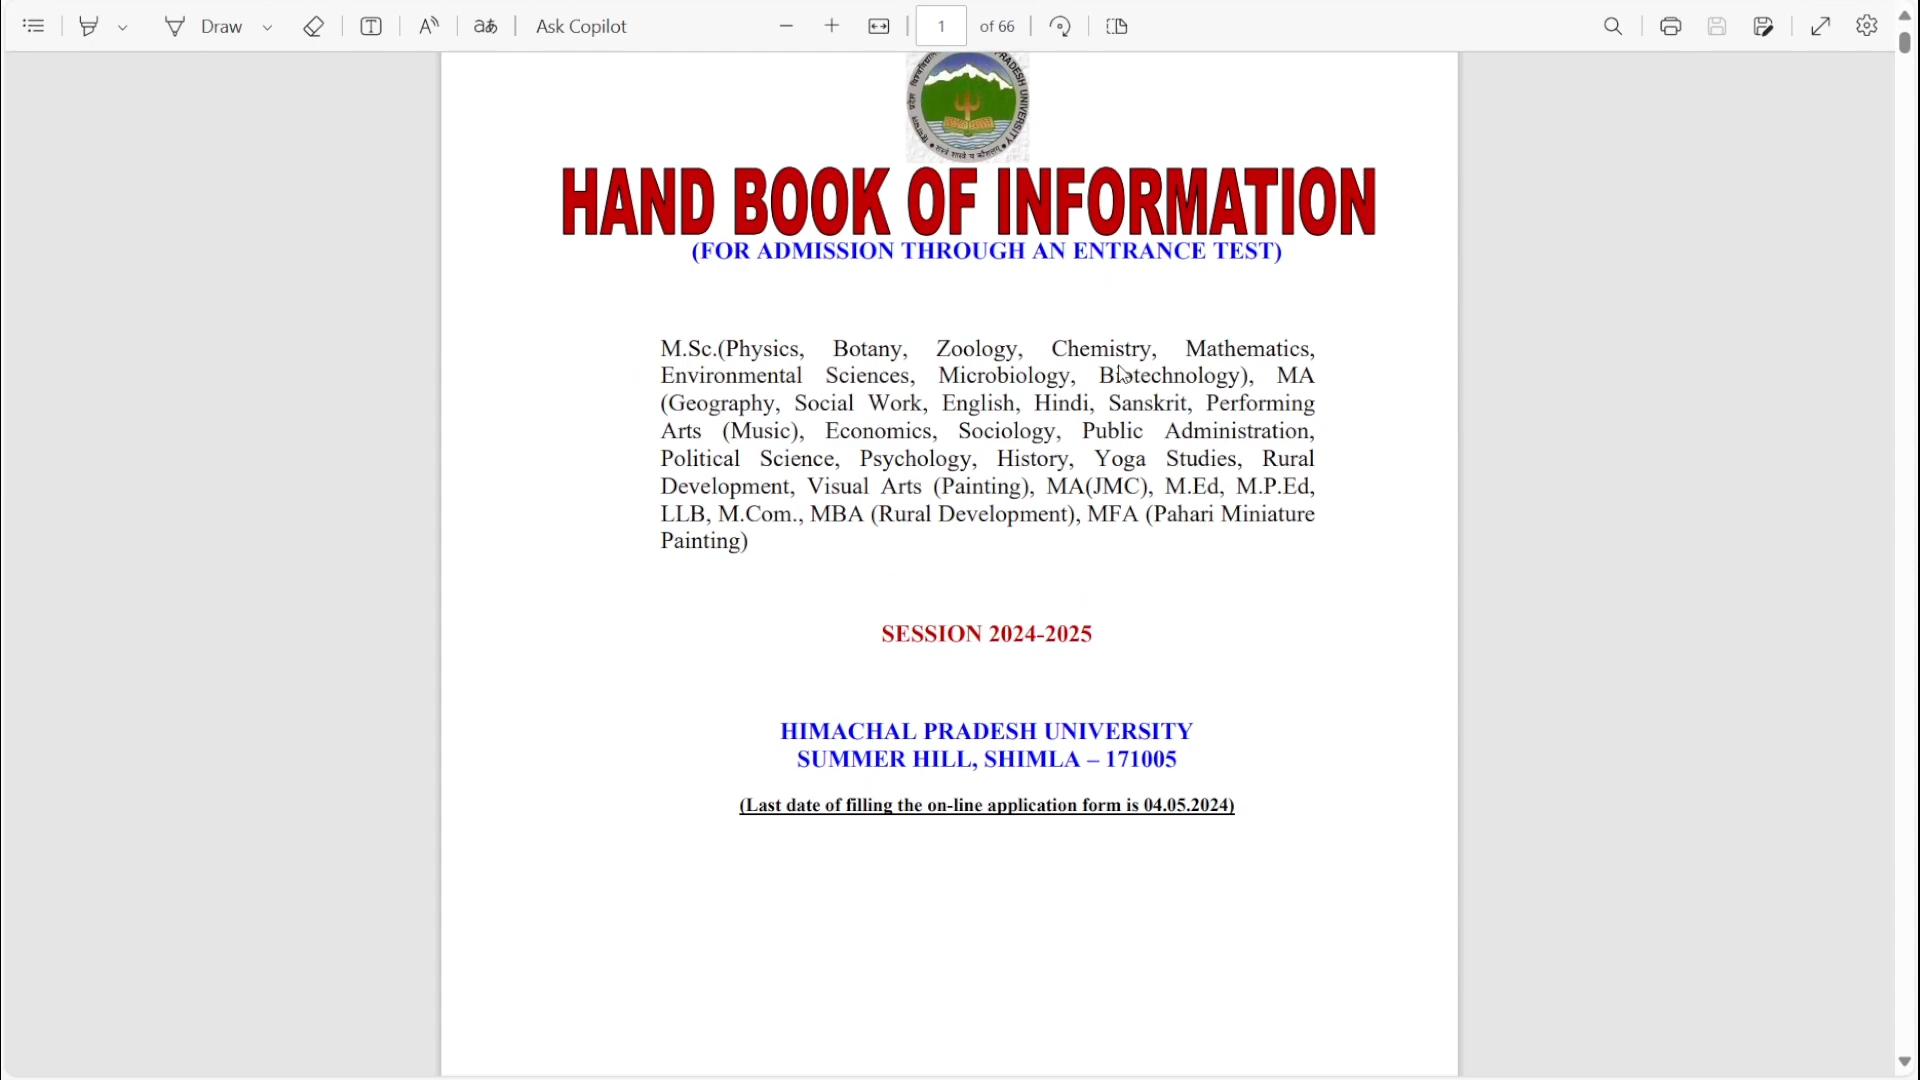 Draw
Ask Copilot
1 of 66
PRADESH UNIVERSITY
HAND BOOK OF INFORMATION
(FOR ADMISSION THROUGH AN ENTRANCE TEST)
M.Sc.(Physics, Botany, Zoology, Chemistry, Mathematics,
Environmental Sciences, Microbiology, Biotechnology), MA
(Geography, Social Work, English, Hindi, Sanskrit, Performing
Arts (Music), Economics, Sociology, Public Administration,
Political Science, Psychology, History, Yoga Studies, Rural
Development, Visual Arts (Painting), MA(JMC), M.Ed, M.P.Ed,
LLB, M.Com., MBA (Rural Development), MFA (Pahari Miniature
Painting)
SESSION 2024-2025
HIMACHAL PRADESH UNIVERSITY
SUMMER HILL, SHIMLA – 171005
(Last date of filling the on-line application form is 04.05.2024)